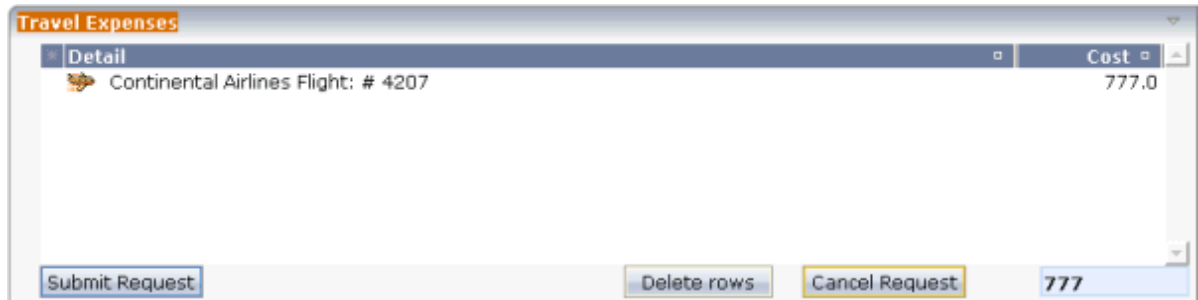 Travel Expenses
Detail Cost
Continental Airlines Flight: # 4207 777.0
Submit Request Delete rows Cancel Request 777